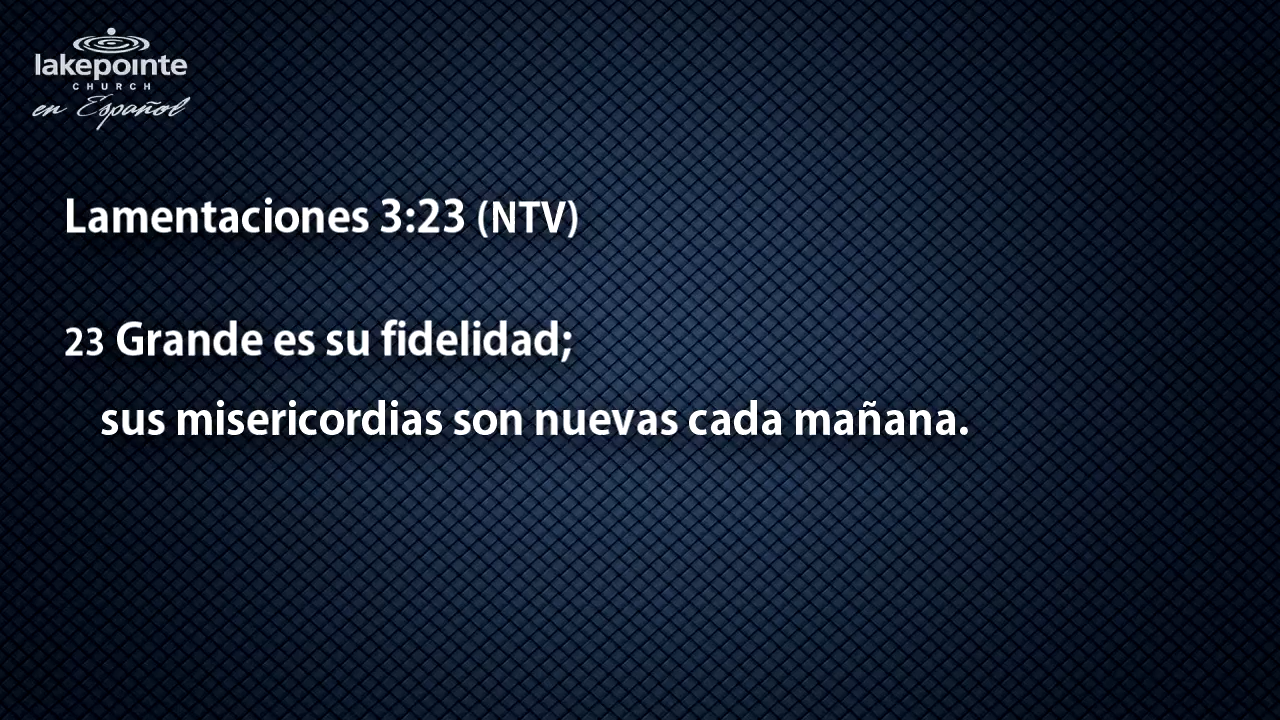 lakepointe
CHURCH
en Español
Lamentaciones 3:23 (NTV)
23 Grande es su fidelidad;
sus misericordias son nuevas cada mañana.